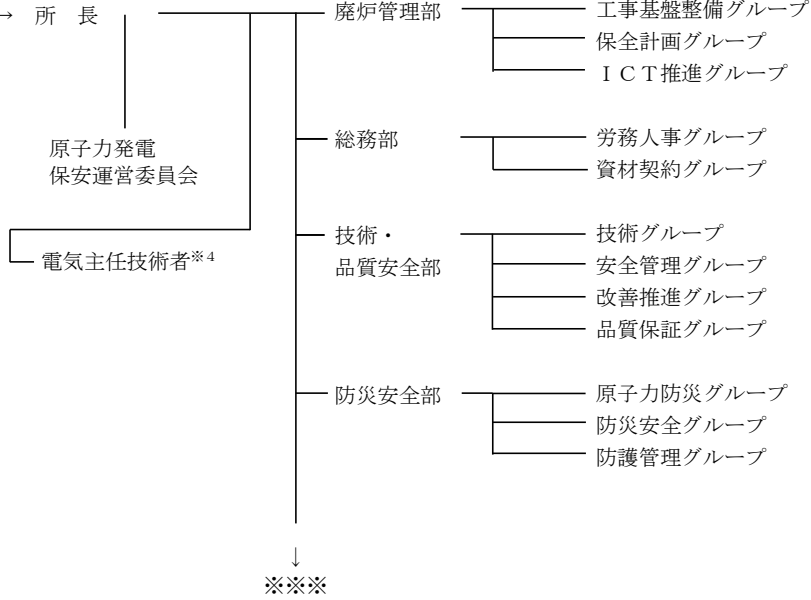 → 所 長
廃炉管理部
工事基盤整備グループ
保全計画グループ
ＩＣＴ推進グループ
原子力発電
保安運営委員会
総務部
労務人事グループ
資材契約グループ
電気主任技術者※4
技術・
品質安全部
技術グループ
安全管理グループ
改善推進グループ
品質保証グループ
防災安全部
原子力防災グループ
防災安全グループ
防護管理グループ
↓
※※※